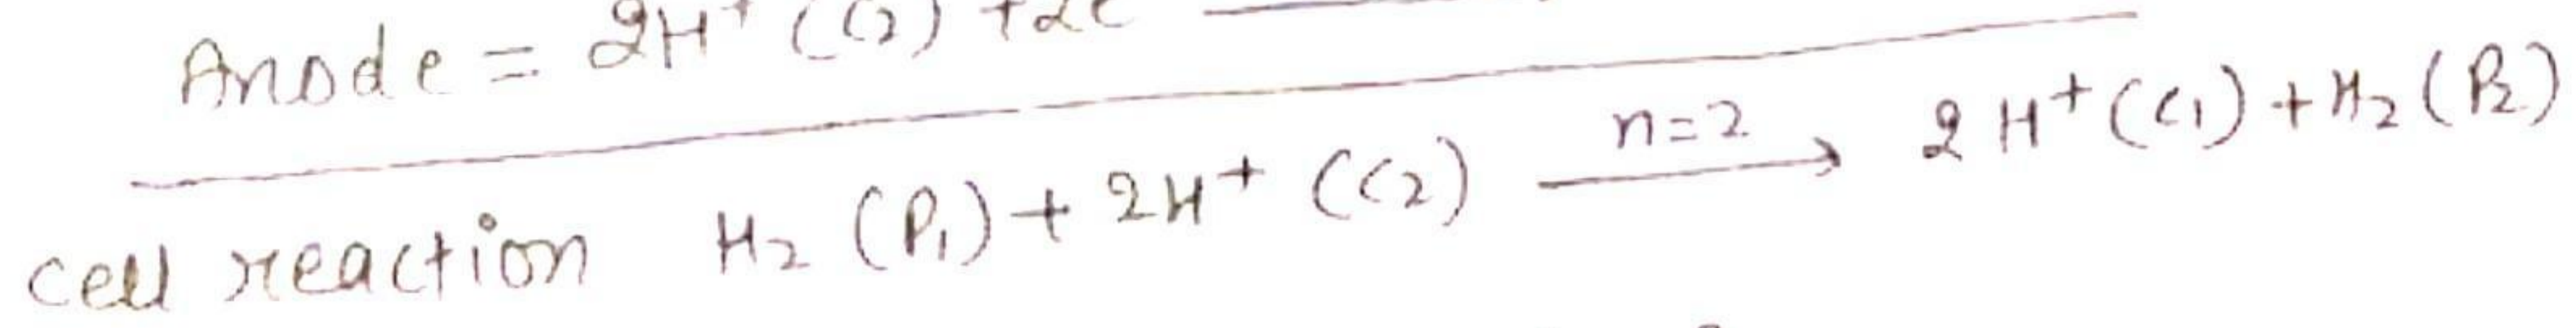 Anode = 2H⁺ (C₂) + 2e
cell reaction H₂ (P₁) + 2H⁺ (C₂) n=2 → 2H⁺ (C₁) + H₂ (P₂)